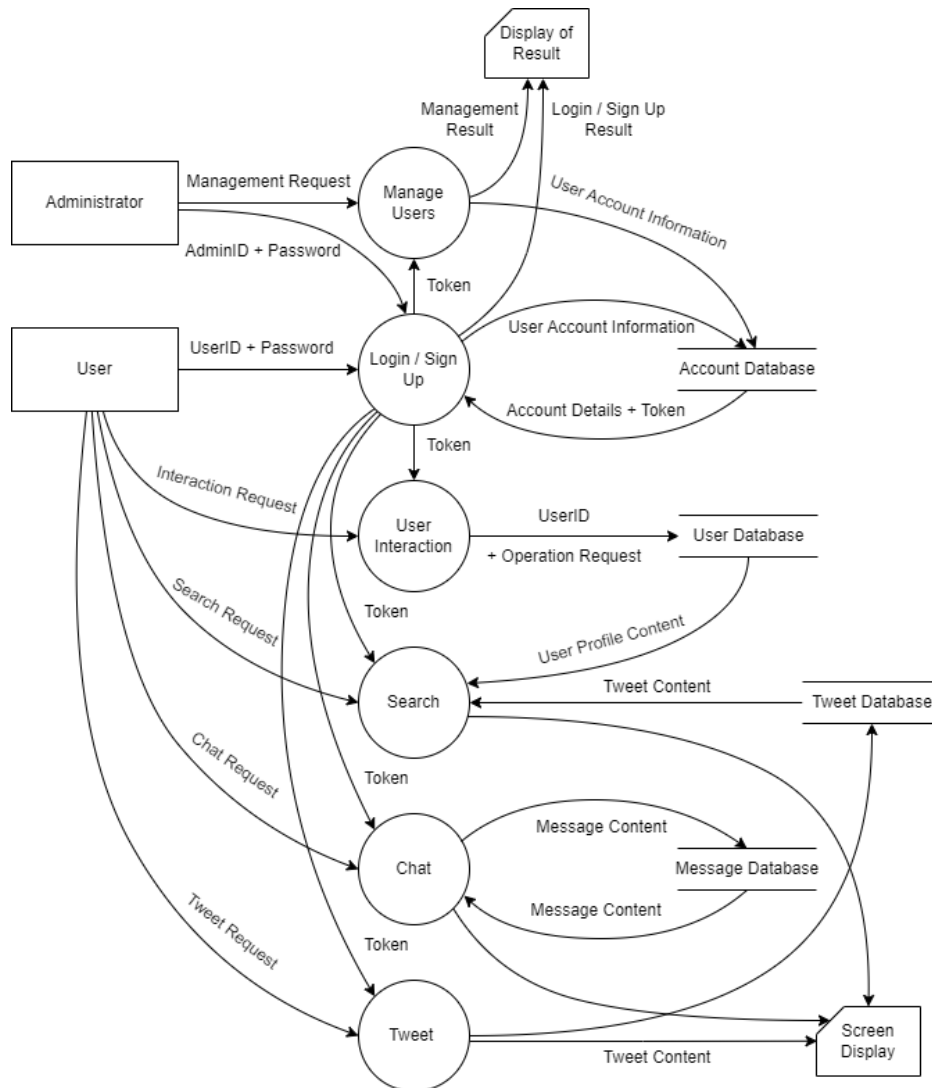 Display of
Result
Management
Result
Login / Sign Up
Result
Administrator
Management Request
Manage
Users
User Account Information
AdminID + Password
Token
User
UserID + Password
Login / Sign
Up
User Account Information
Account Database
Account Details + Token
Token
Interaction Request
User
Interaction
UserID
+ Operation Request
User Database
Search Request
Token
User Profile Content
Search
Tweet Content
Tweet Database
Chat Request
Token
Chat
Message Content
Message Database
Message Content
Tweet Request
Token
Tweet
Tweet Content
Screen
Display